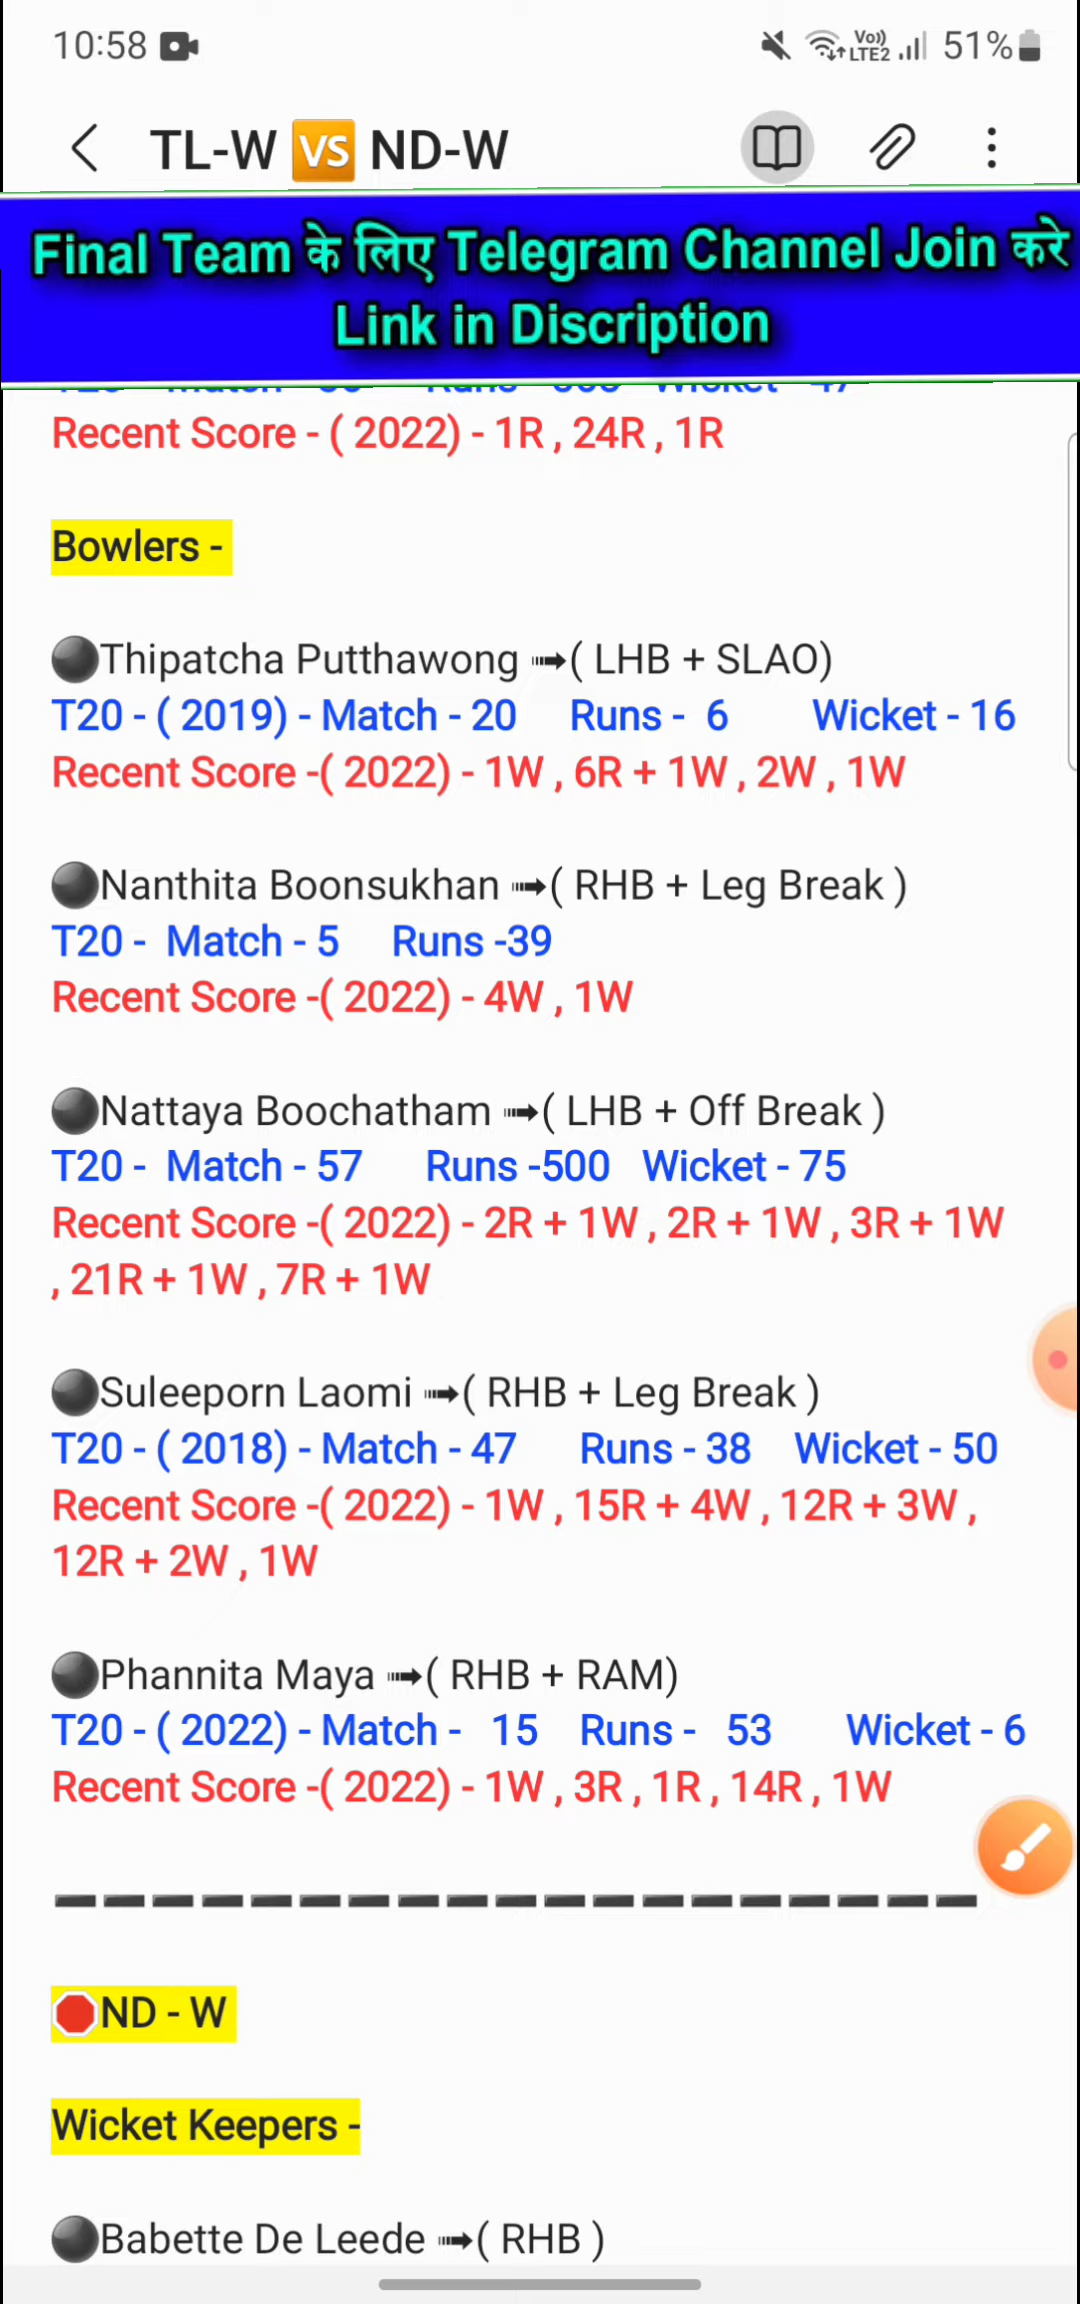 10:58 Vo)) LTE2 51%
TL-W VS ND-W
Final Team के लिए Telegram Channel Join करे
Link in Discription
Recent Score - ( 2022) - 1R , 24R , 1R
Bowlers -
Thipatcha Putthawong ➟( LHB + SLAO)
T20 - ( 2019) - Match - 20 Runs - 6 Wicket - 16
Recent Score -( 2022) - 1W , 6R + 1W , 2W , 1W
Nanthita Boonsukhan ➟( RHB + Leg Break )
T20 - Match - 5 Runs -39
Recent Score -( 2022) - 4W , 1W
Nattaya Boochatham ➟( LHB + Off Break )
T20 - Match - 57 Runs -500 Wicket - 75
Recent Score -( 2022) - 2R + 1W , 2R + 1W , 3R + 1W
, 21R + 1W , 7R + 1W
Suleeporn Laomi ➟( RHB + Leg Break )
T20 - ( 2018) - Match - 47 Runs - 38 Wicket - 50
Recent Score -( 2022) - 1W , 15R + 4W , 12R + 3W ,
12R + 2W , 1W
Phannita Maya ➟( RHB + RAM)
T20 - ( 2022) - Match - 15 Runs - 53 Wicket - 6
Recent Score -( 2022) - 1W , 3R , 1R , 14R , 1W
ND - W
Wicket Keepers -
Babette De Leede ➟( RHB )